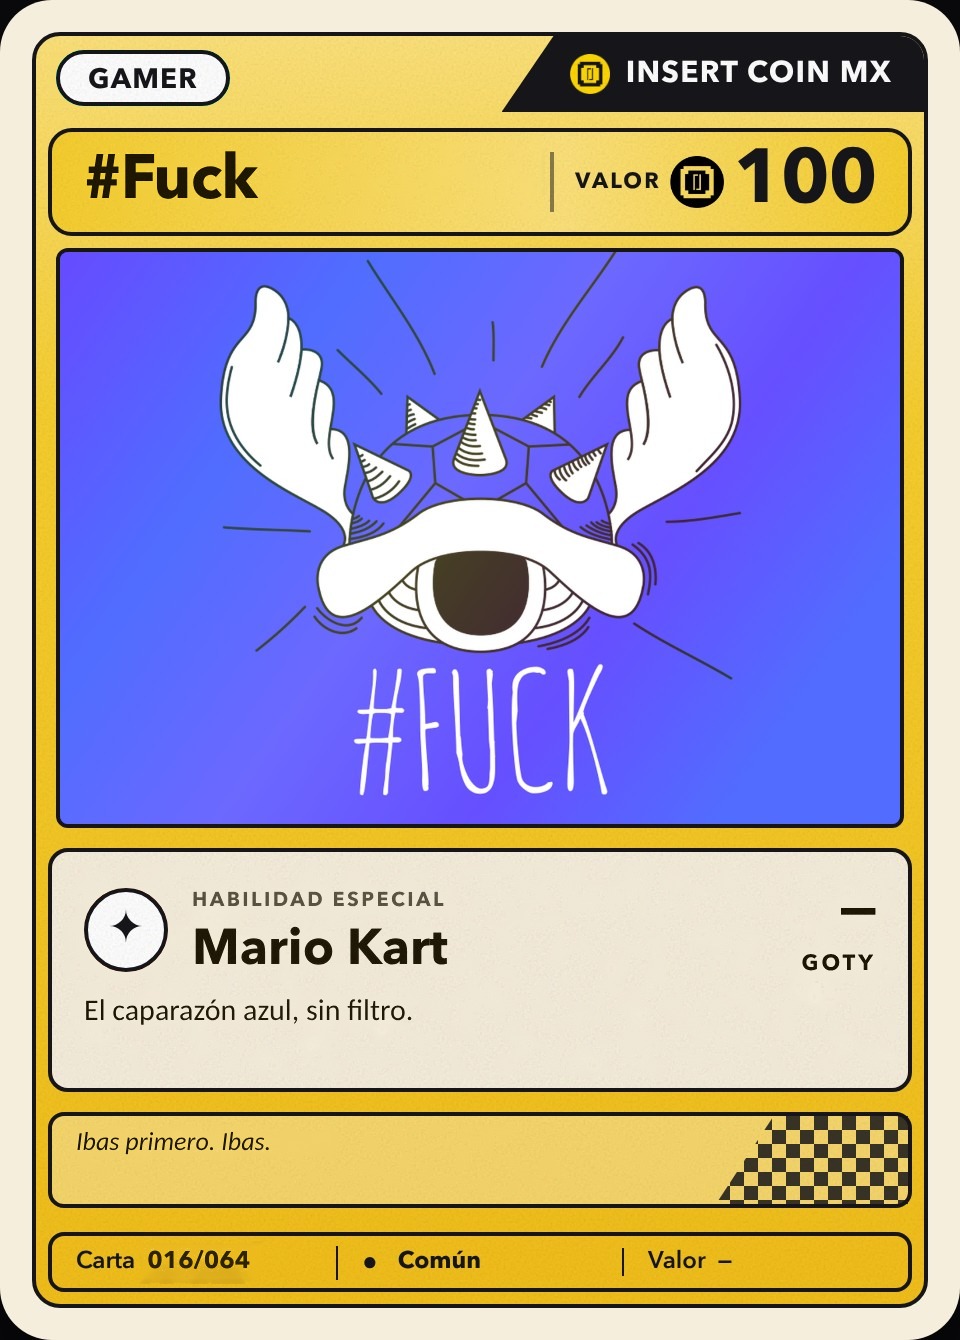 GAMER
INSERT COIN MX
#Fuck
VALOR 100
#FUCK
HABILIDAD ESPECIAL
Mario Kart
–
GOTY
El caparazón azul, sin filtro.
Ibas primero. Ibas.
Carta 016/064 • Común Valor –